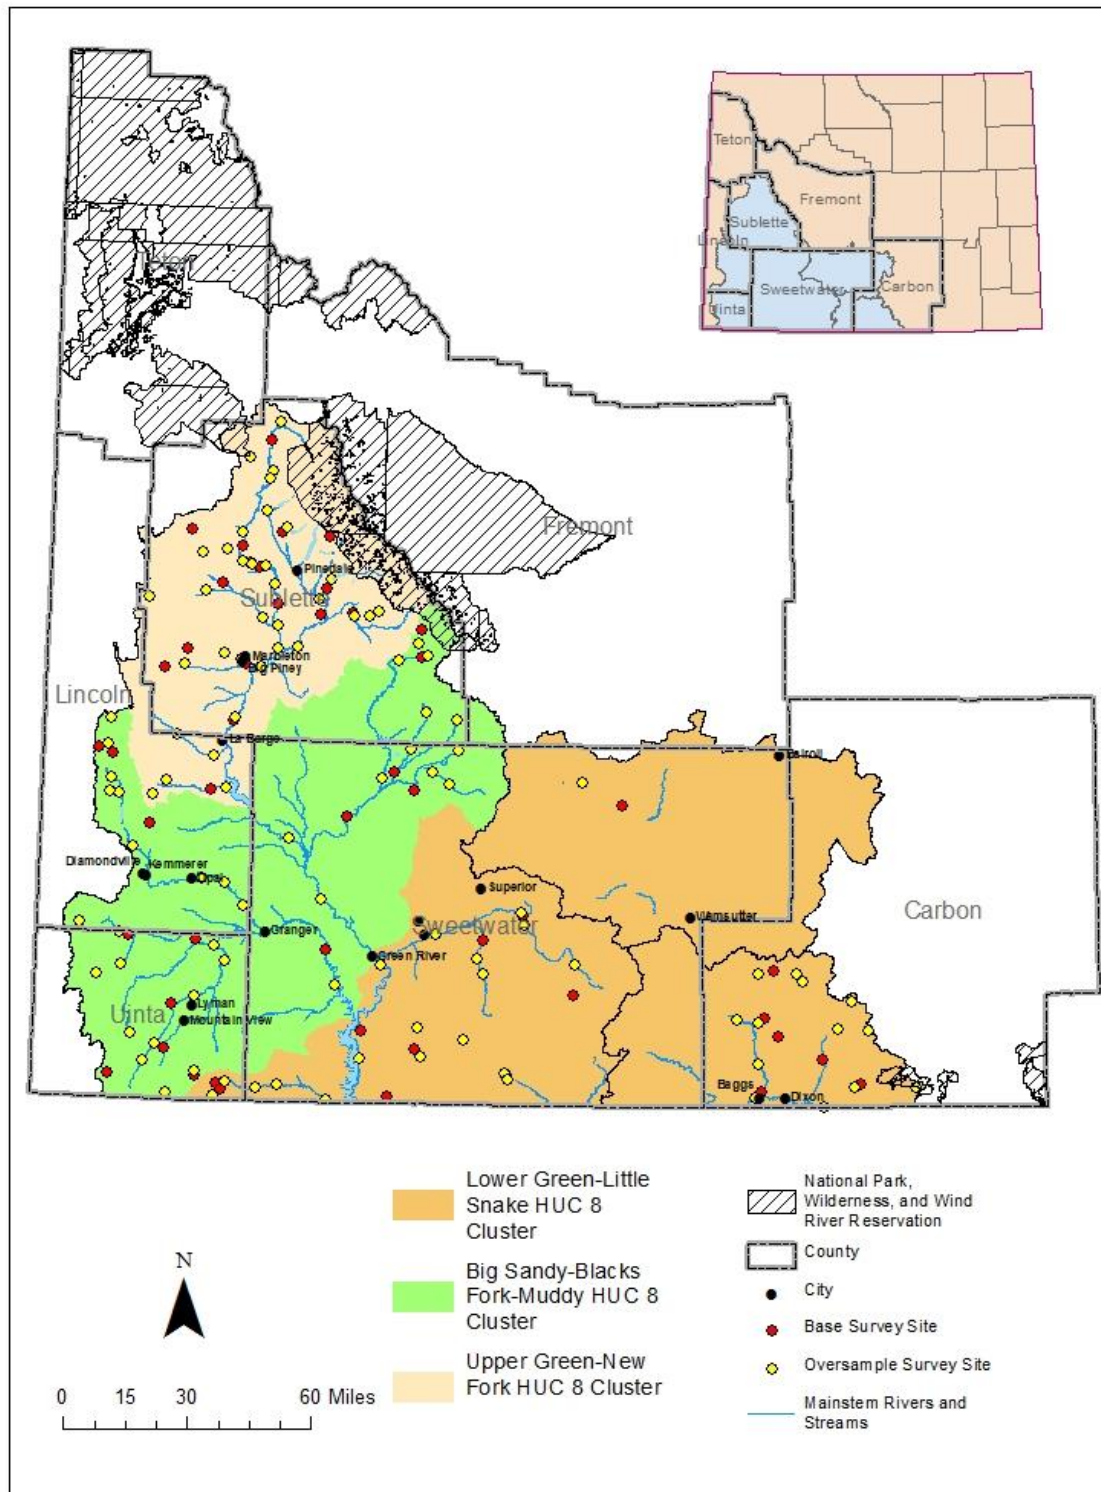 Teton
Fremont
Sublette
Lincoln
Sweetwater
Carbon
Uinta
Teton
Fremont
Pinedale
Sublette
Marbleton
Big Piney
Lincoln
La Barge
Bairoil
Diamondville
Kemmerer
Opal
Superior
Wamsutter
Carbon
Sweetwater
Granger
Green River
Lyman
Uinta
Mountain View
Baggs
Dixon
Lower Green-Little
Snake HUC 8
Cluster
Big Sandy-Blacks
Fork-Muddy HUC 8
Cluster
Upper Green-New
Fork HUC 8 Cluster
National Park,
Wilderness, and Wind
River Reservation
County
City
Base Survey Site
Oversample Survey Site
Mainstem Rivers and
Streams
N
0 15 30 60 Miles